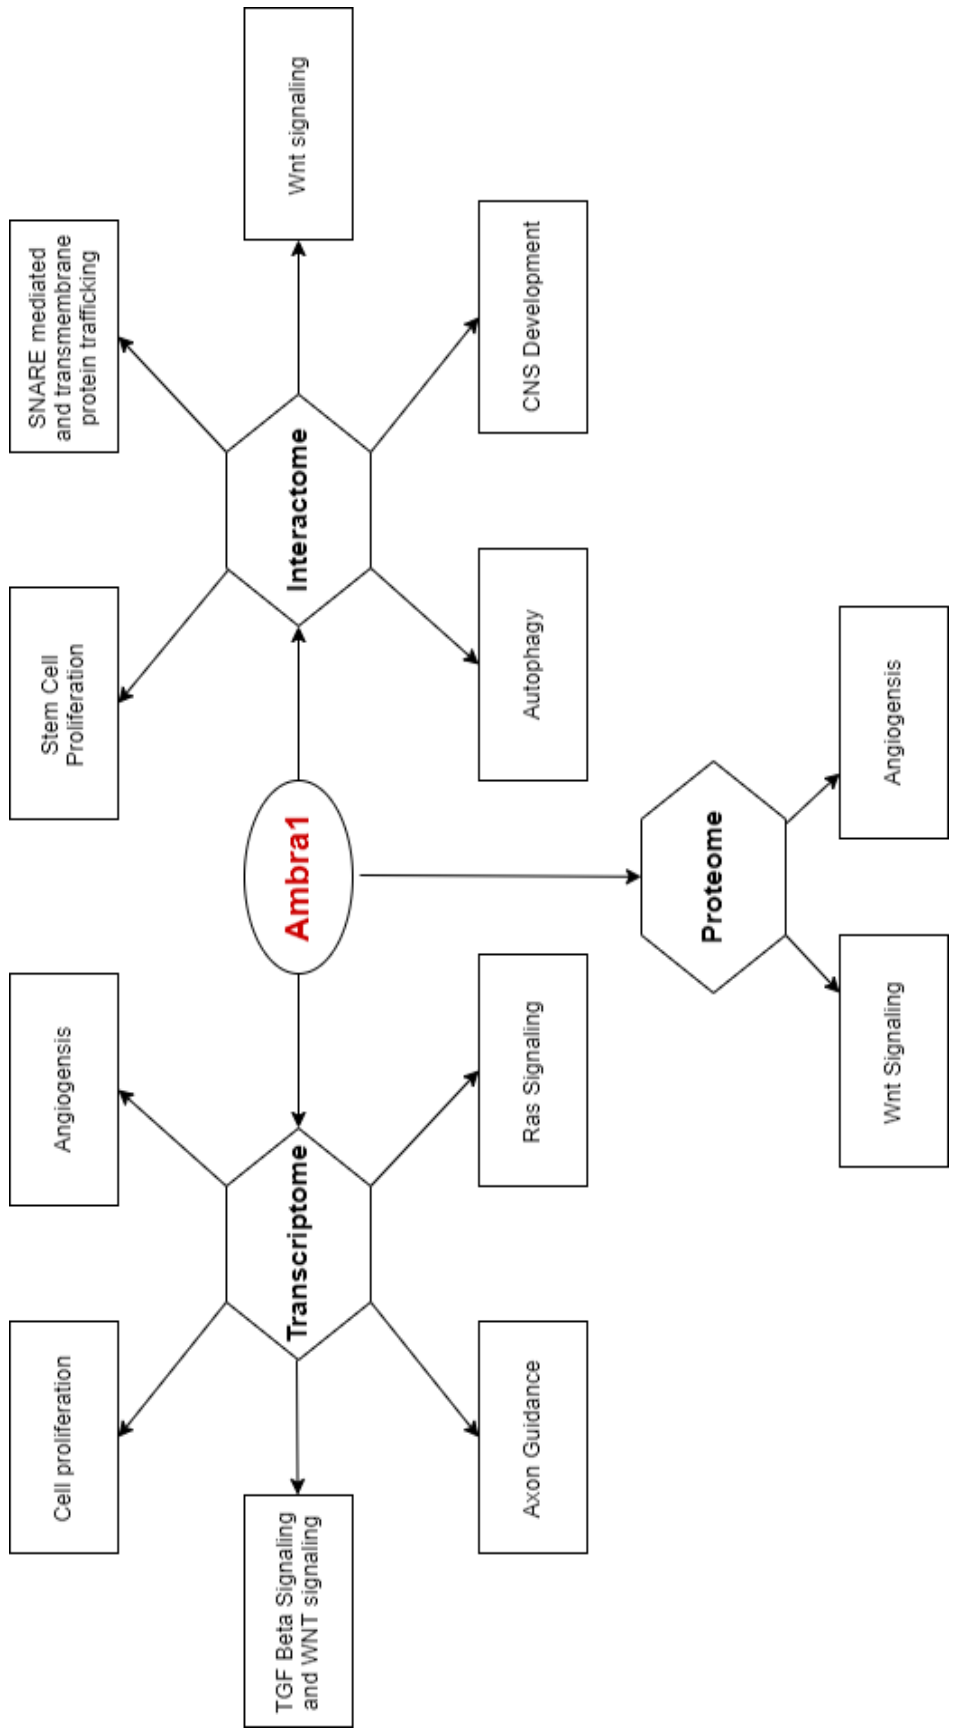 Cell proliferation
Angiogensis
Stem Cell
Proliferation
SNARE mediated
and transmembrane
protein trafficking
TGF Beta Signaling
and WNT signaling
Transcriptome
Ambra1
Interactome
Wnt signaling
Axon Guidance
Ras Signaling
Autophagy
CNS Development
Proteome
Wnt Signaling
Angiogensis